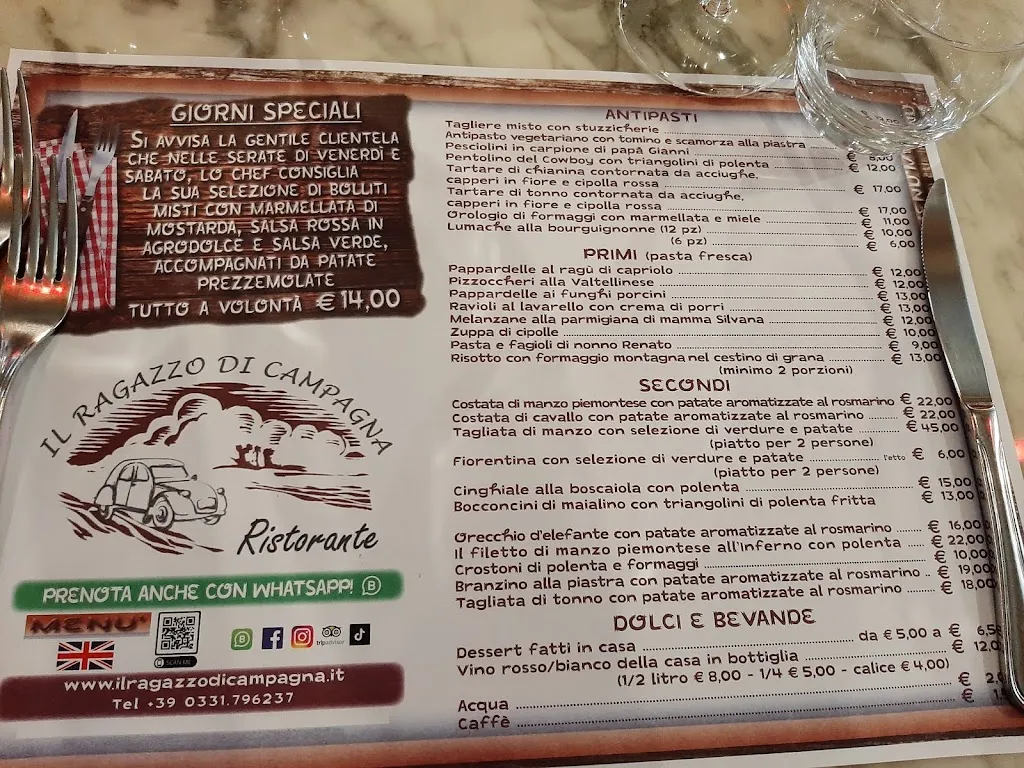 GIORNI SPECIALI
SI AVVISA LA GENTILE CLIENTELA
CHE NELLE SERATE DI VENERDÌ E
SABATO, LO CHEF CONSIGLIA
LA SUA SELEZIONE DI BOLLITI
MISTI CON MARMELLATA DI
MOSTARDA, SALSA ROSSA IN
AGRODOLCE E SALSA VERDE,
ACCOMPAGNATI DA PATATE
PREZZEMOLATE
TUTTO A VOLONTÀ € 14,00
IL RAGAZZO DI CAMPAGNA
Ristorante
PRENOTA ANCHE CON WHATSAPP!
MENU'
SCAN ME
tripadvisor
www.ilragazzodicampagna.it
Tel +39 0331.796237
ANTIPASTI
Tagliere misto con stuzzicherie
Antipasto vegetariano con tomino e scamorza alla piastra
Pesciolini in carpione di papà Gianni € 8,00
Pentolino del Cowboy con triangolini di polenta € 12,00
Tartare di chianina contornata da acciughe,
capperi in fiore e cipolla rossa € 17,00
Tartare di tonno contornata da acciughe,
capperi in fiore e cipolla rossa € 17,00
Orologio di formaggi con marmellata e miele € 11,00
Lumache alla bourguignonne (12 pz) € 10,00
(6 pz) € 6,00
PRIMI (pasta fresca)
Pappardelle al ragù di capriolo € 12,00
Pizzoccheri alla Valtellinese € 12,00
Pappardelle ai funghi porcini € 13,00
Ravioli al lavarello con crema di porri € 13,00
Melanzane alla parmigiana di mamma Silvana € 12,00
Zuppa di cipolle € 10,00
Pasta e fagioli di nonno Renato € 9,00
Risotto con formaggio montagna nel cestino di grana € 13,00
(minimo 2 porzioni)
SECONDI
Costata di manzo piemontese con patate aromatizzate al rosmarino € 22,00
Costata di cavallo con patate aromatizzate al rosmarino € 22,00
Tagliata di manzo con selezione di verdure e patate € 45,00
(piatto per 2 persone)
Fiorentina con selezione di verdure e patate l'etto € 6,00
(piatto per 2 persone)
Cinghiale alla boscaiola con polenta € 15,00
Bocconcini di maialino con triangolini di polenta fritta € 13,00
Orecchio d'elefante con patate aromatizzate al rosmarino € 16,00
Il filetto di manzo piemontese all'inferno con polenta € 22,00
Crostoni di polenta e formaggi € 10,00
Branzino alla piastra con patate aromatizzate al rosmarino € 19,00
Tagliata di tonno con patate aromatizzate al rosmarino € 18,00
DOLCI E BEVANDE
Dessert fatti in casa da € 5,00 a € 6,5
Vino rosso/bianco della casa in bottiglia € 12,0
(1/2 litro € 8,00 - 1/4 € 5,00 - calice € 4,00)
Acqua €
Caffè €